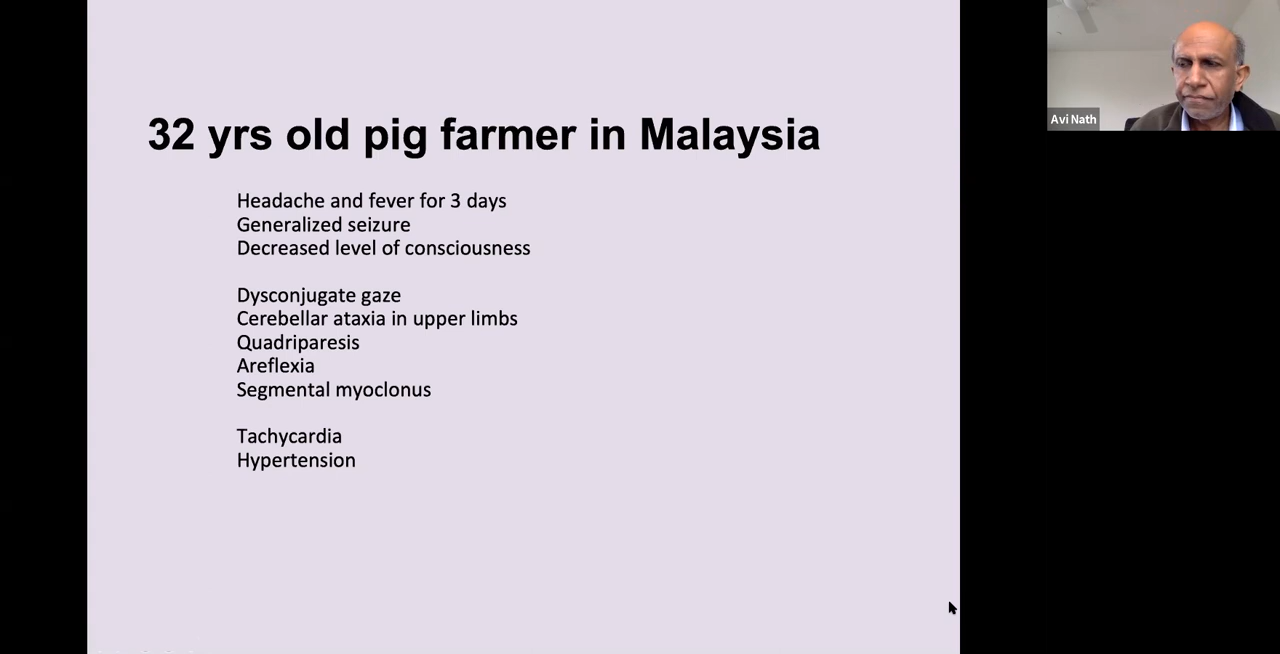 32 yrs old pig farmer in Malaysia
Headache and fever for 3 days
Generalized seizure
Decreased level of consciousness
Dysconjugate gaze
Cerebellar ataxia in upper limbs
Quadriparesis
Areflexia
Segmental myoclonus
Tachycardia
Hypertension
Avi Nath